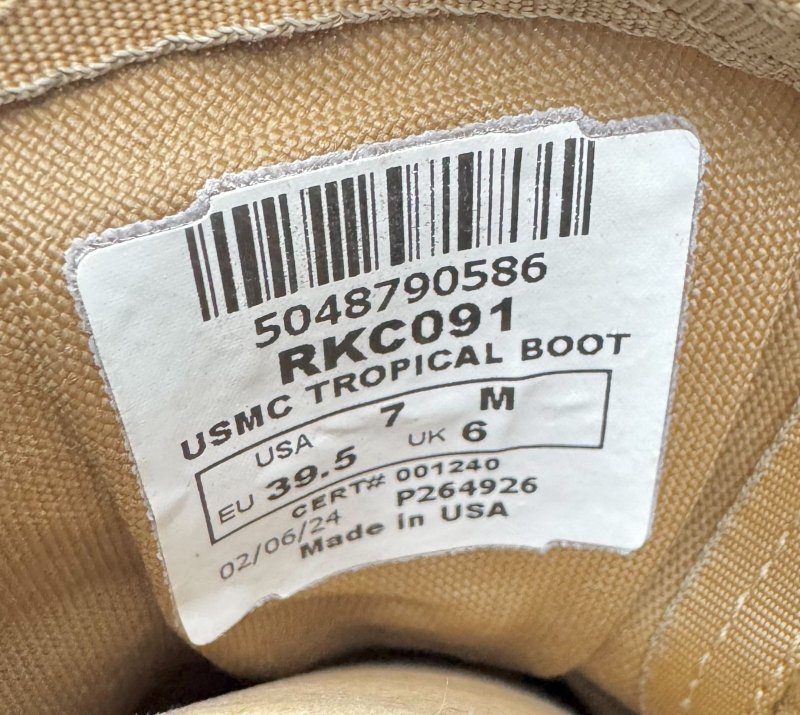 5048790586
RKC091
USMC TROPICAL BOOT
USA 7 M
EU 39.5 UK 6
CERT# 001240
02/06/24 P264926
Made in USA